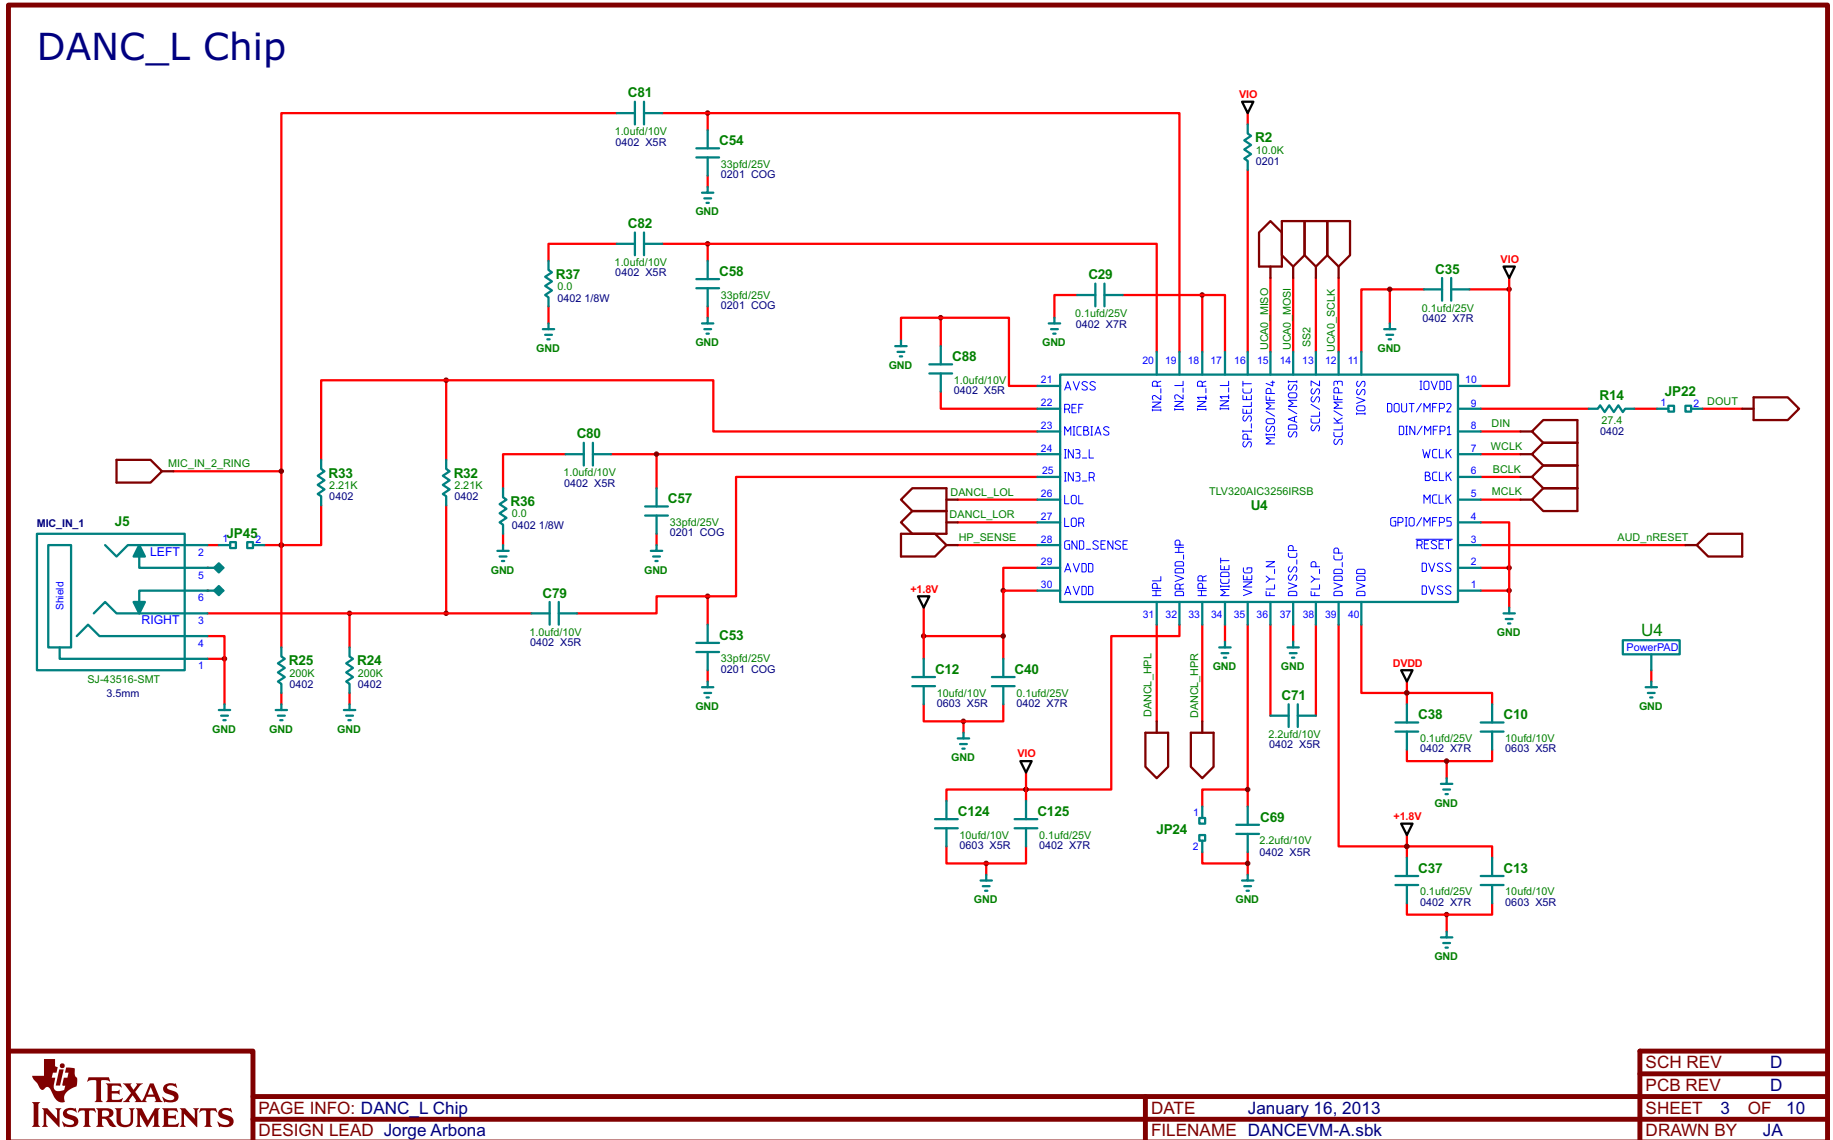 DANC_L Chip
C81
1.0ufd/10V
0402 X5R
C54
33pfd/25V
0201 COG
GND
VIO
R2
10.0K
0201
C82
1.0ufd/10V
0402 X5R
R37
0.0
0402 1/8W
GND
C58
33pfd/25V
0201 COG
GND
C29
0.1ufd/25V
0402 X7R
GND
UCA0_MISO
UCA0_MOSI
SS2
UCA0_SCLK
C35
0.1ufd/25V
0402 X7R
VIO
GND
GND
C88
1.0ufd/10V
0402 X5R
20 19 18 17 16 15 14 13 12 11
IN2_R
IN2_L
IN1_R
IN1_L
SPI_SELECT
MISO/MFP4
SDA/MOSI
SCL/SSZ
SCLK/MFP3
IOVSS
21 AVSS
22 REF
23 MICBIAS
24 IN3_L
25 IN3_R
26 LOL
27 LOR
28 GND_SENSE
29 AVDD
30 AVDD
IOVDD 10
DOUT/MFP2 9
DIN/MFP1 8
WCLK 7
BCLK 6
MCLK 5
GPIO/MFP5 4
RESET 3
DVSS 2
DVSS 1
TLV320AIC3256IRSB
U4
HPL
DRVDD_HP
HPR
MICDET
VNEG
FLY_N
DVSS_CP
FLY_P
DVDD_CP
DVDD
31 32 33 34 35 36 37 38 39 40
R14
27.4
0402
JP22
1 2
DOUT
DIN
WCLK
BCLK
MCLK
AUD_nRESET
GND
DANCL_LOL
DANCL_LOR
HP_SENSE
C80
1.0ufd/10V
0402 X5R
R36
0.0
0402 1/8W
GND
C57
33pfd/25V
0201 COG
GND
MIC_IN_2_RING
R33
2.21K
0402
R32
2.21K
0402
MIC_IN_1
J5
JP45
1 2
Shield
LEFT
RIGHT
2
5
6
3
4
1
SJ-43516-SMT
3.5mm
GND
R25
200K
0402
GND
R24
200K
0402
GND
C79
1.0ufd/10V
0402 X5R
C53
33pfd/25V
0201 COG
GND
+1.8V
C12
10ufd/10V
0603 X5R
C40
0.1ufd/25V
0402 X7R
GND
VIO
C124
10ufd/10V
0603 X5R
C125
0.1ufd/25V
0402 X7R
GND
DANCL_HPL
DANCL_HPR
GND
GND
C71
2.2ufd/10V
0402 X5R
JP24
1
2
C69
2.2ufd/10V
0402 X5R
GND
DVDD
C38
0.1ufd/25V
0402 X7R
C10
10ufd/10V
0603 X5R
GND
+1.8V
C37
0.1ufd/25V
0402 X7R
C13
10ufd/10V
0603 X5R
GND
U4
PowerPAD
GND
TEXAS
INSTRUMENTS
PAGE INFO: DANC_L Chip
DESIGN LEAD Jorge Arbona
DATE January 16, 2013
FILENAME DANCEVM-A.sbk
SCH REV D
PCB REV D
SHEET 3 OF 10
DRAWN BY JA